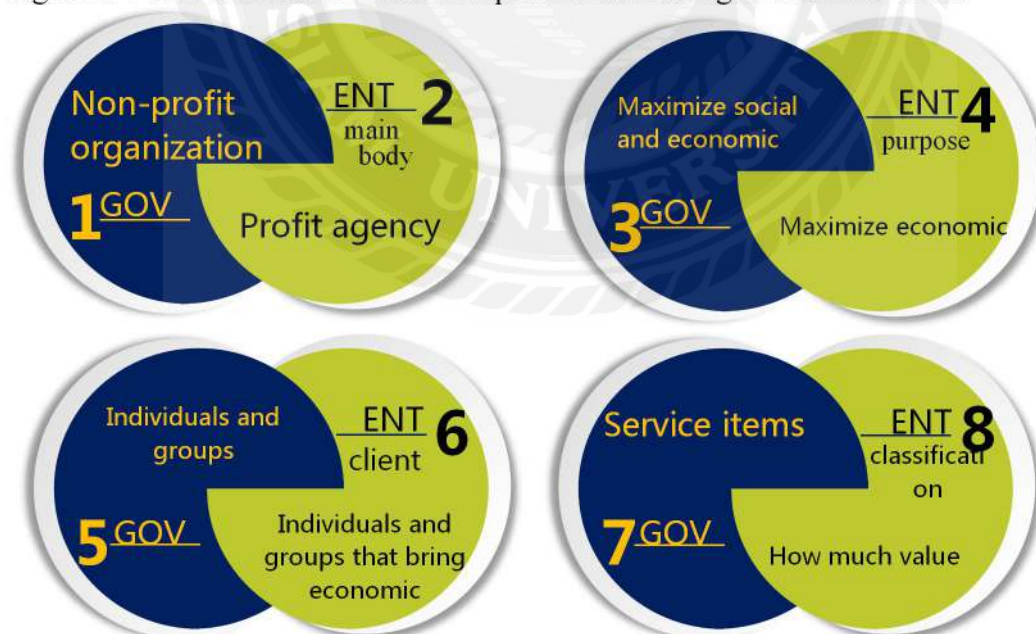 Non-profit
organization
1 GOV
ENT 2
main
body
Profit agency
Maximize social
and economic
3 GOV
ENT 4
purpose
Maximize economic
Individuals and
groups
5 GOV
ENT 6
client
Individuals and
groups that bring
economic
Service items
7 GOV
ENT 8
classificati
on
How much value
UNIVERSITY